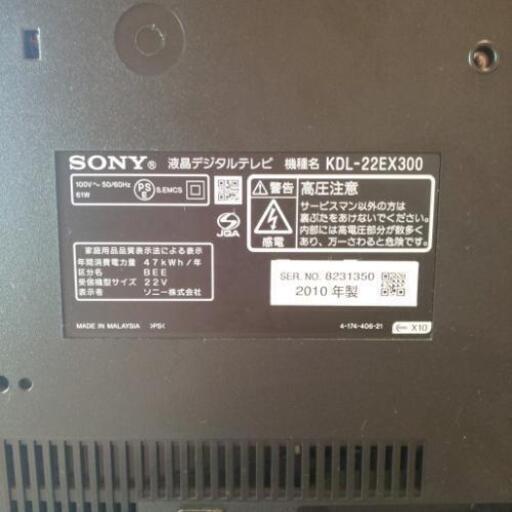 SONY® 液晶デジタルテレビ 機種名 KDL-22EX300
100V～ 50/60Hz
61W
PS
E
S.EMCS
JQA
警告 高圧注意
サービスマン以外の方は
裏ぶたをあけないでください。
内部には高電圧部分が数多く
あり、万一さわると危険です。
感電
家庭用品品質表示法による表示
年間消費電力量 47kWh/年
区分名 BEE
受信機型サイズ 22V
表示者 ソニー株式会社
SER.NO. 8231350
2010年製
MADE IN MALAYSIA >PS<
4-174-406-21
X10